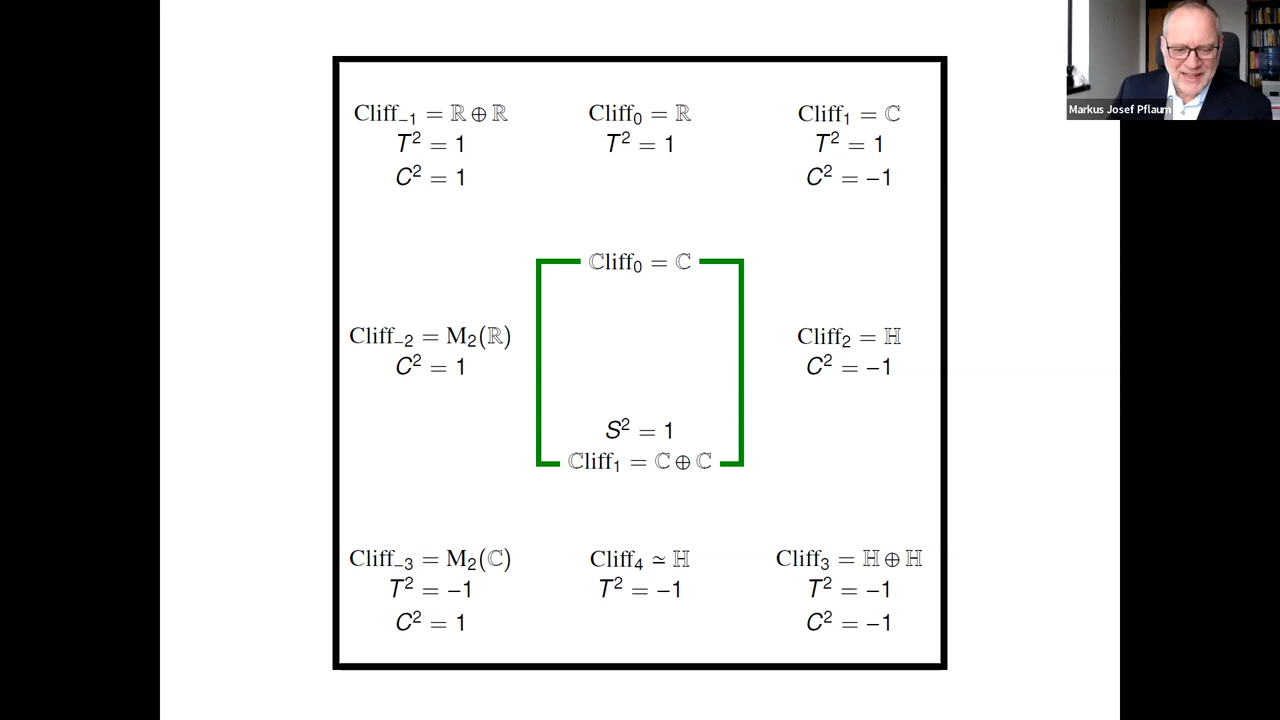 Cliff₋₁ = ℝ ⊕ ℝ
T² = 1
C² = 1
Cliff₀ = ℝ
T² = 1
Cliff₁ = ℂ
T² = 1
C² = −1
Cliff₋₂ = M₂(ℝ)
C² = 1
ℂliff₀ = ℂ
S² = 1
ℂliff₁ = ℂ ⊕ ℂ
Cliff₂ = ℍ
C² = −1
Cliff₋₃ = M₂(ℂ)
T² = −1
C² = 1
Cliff₄ ≃ ℍ
T² = −1
Cliff₃ = ℍ ⊕ ℍ
T² = −1
C² = −1
Markus Josef Pflaum